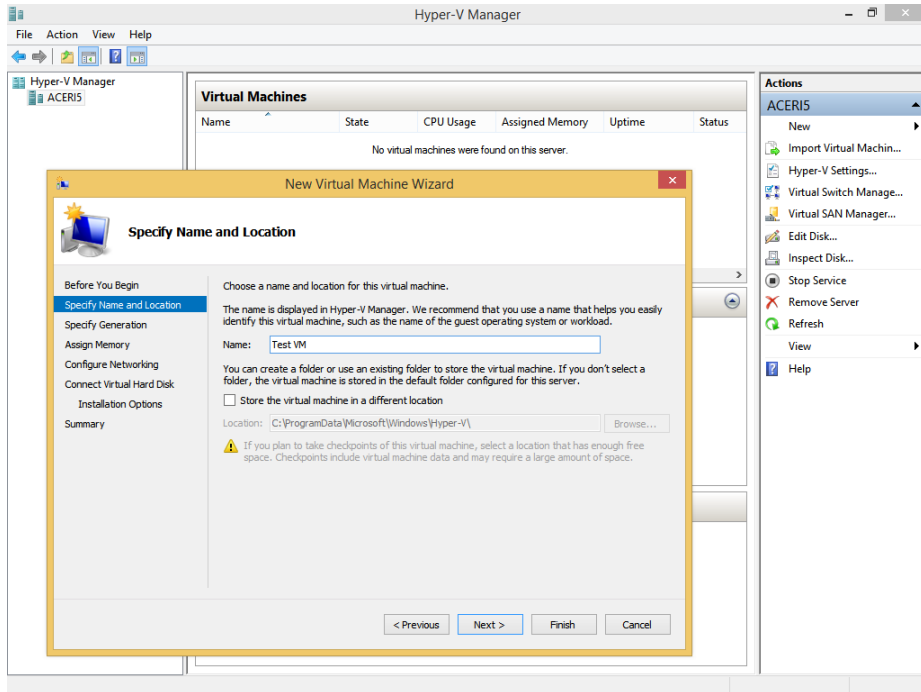 Hyper-V Manager
File Action View Help
Hyper-V Manager
ACERI5
Virtual Machines
Name State CPU Usage Assigned Memory Uptime Status
No virtual machines were found on this server.
Actions
ACERI5
New
Import Virtual Machin...
Hyper-V Settings...
Virtual Switch Manage...
Virtual SAN Manager...
Edit Disk...
Inspect Disk...
Stop Service
Remove Server
Refresh
View
Help
New Virtual Machine Wizard
Specify Name and Location
Before You Begin
Specify Name and Location
Specify Generation
Assign Memory
Configure Networking
Connect Virtual Hard Disk
Installation Options
Summary
Choose a name and location for this virtual machine.
The name is displayed in Hyper-V Manager. We recommend that you use a name that helps you easily
identify this virtual machine, such as the name of the guest operating system or workload.
Name: Test VM
You can create a folder or use an existing folder to store the virtual machine. If you don't select a
folder, the virtual machine is stored in the default folder configured for this server.
Store the virtual machine in a different location
Location: C:\ProgramData\Microsoft\Windows\Hyper-V\ Browse...
If you plan to take checkpoints of this virtual machine, select a location that has enough free
space. Checkpoints include virtual machine data and may require a large amount of space.
< Previous Next > Finish Cancel